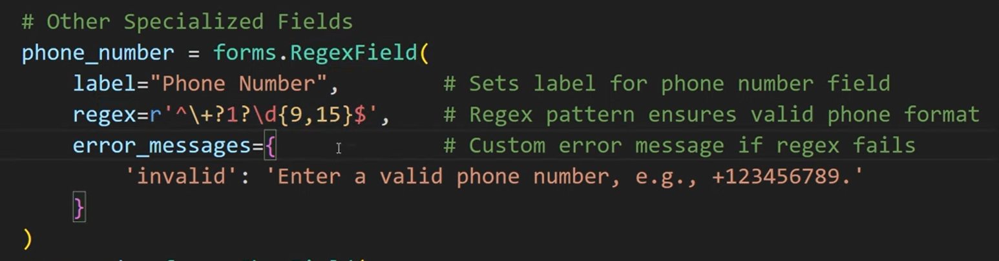 # Other Specialized Fields
phone_number = forms.RegexField(
label="Phone Number", # Sets label for phone number field
regex=r'^\+?1?\d{9,15}$', # Regex pattern ensures valid phone format
error_messages={ # Custom error message if regex fails
'invalid': 'Enter a valid phone number, e.g., +123456789.'
}
)